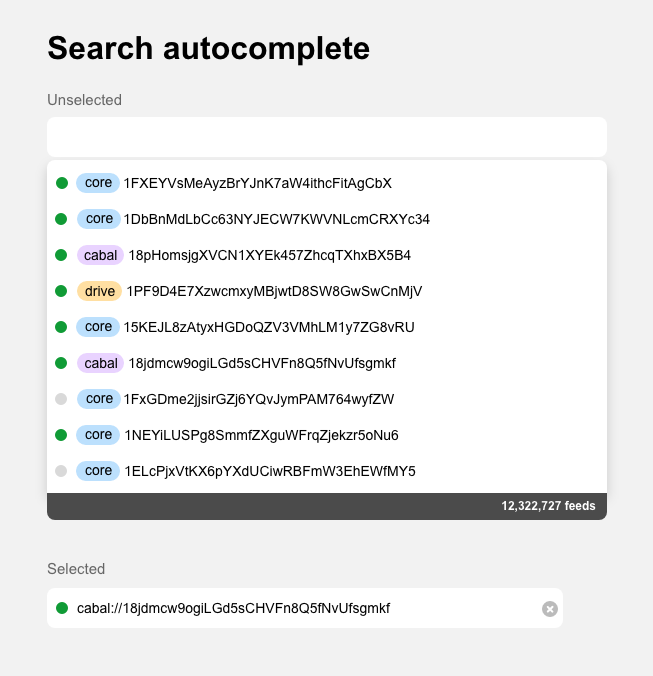 Search autocomplete
Unselected
core 1FXEYVsMeAyzBrYJnK7aW4ithcFitAgCbX
core 1DbBnMdLbCc63NYJECW7KWVNLcmCRXYc34
cabal 18pHomsjgXVCN1XYEk457ZhcqTXhxBX5B4
drive 1PF9D4E7XzwcmxyMBjwtD8SW8GwSwCnMjV
core 15KEJL8zAtyxHGDoQZV3VMhLM1y7ZG8vRU
cabal 18jdmcw9ogiLGd5sCHVFn8Q5fNvUfsgmkf
core 1FxGDme2jjsirGZj6YQvJymPAM764wyfZW
core 1NEYiLUSPg8SmmfZXguWFrqZjekzr5oNu6
core 1ELcPjxVtKX6pYXdUCiwRBFmW3EhEWfMY5
12,322,727 feeds
Selected
cabal://18jdmcw9ogiLGd5sCHVFn8Q5fNvUfsgmkf